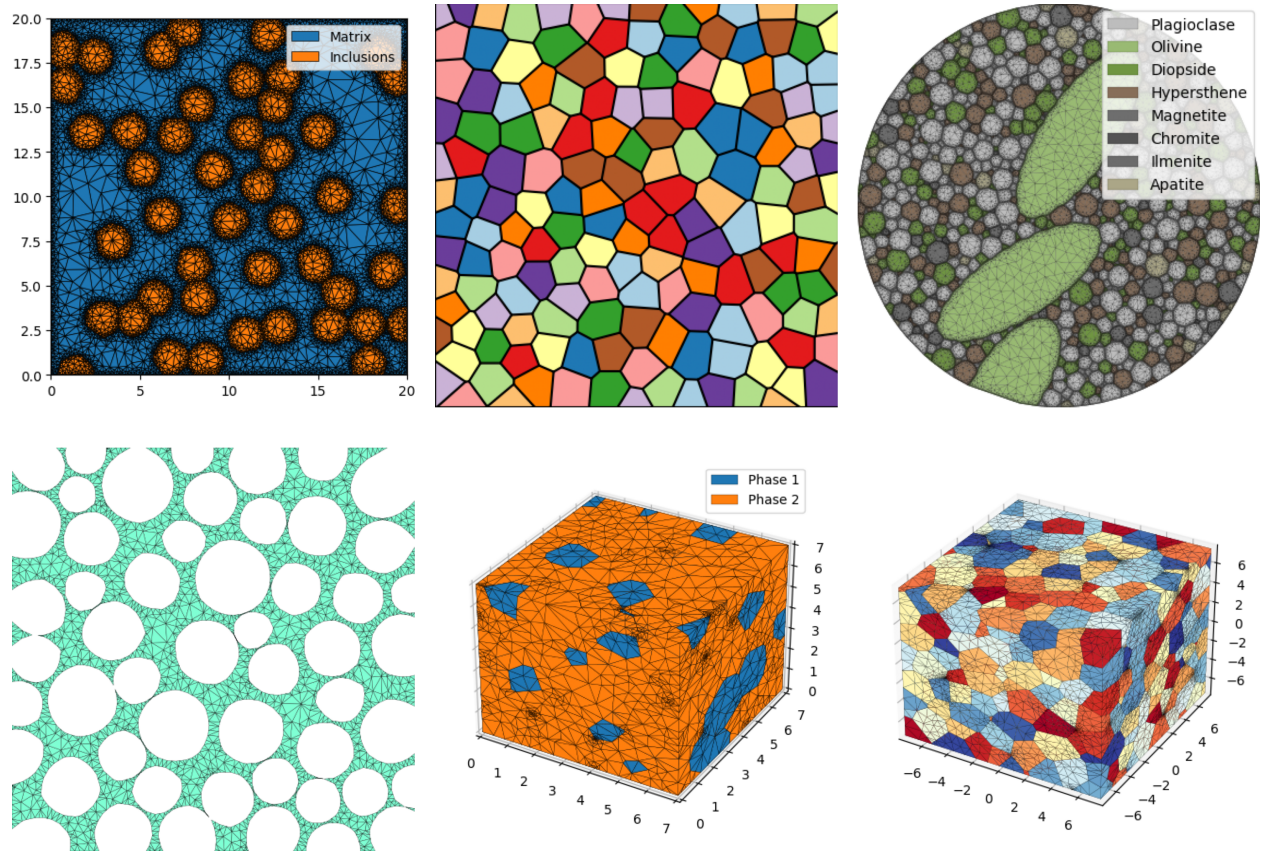 20.0
17.5
15.0
12.5
10.0
7.5
5.0
2.5
0.0
0 5 10 15 20
Matrix
Inclusions
Plagioclase
Olivine
Diopside
Hypersthene
Magnetite
Chromite
Ilmenite
Apatite
Phase 1
Phase 2
7
6
5
4
3
2
1
0
0 1 2 3 4 5 6 7
0 1 2 3 4 5 6 7
6
4
2
0
−2
−4
−6
−6 −4 −2 0 2 4 6
−6 −4 −2 0 2 4 6